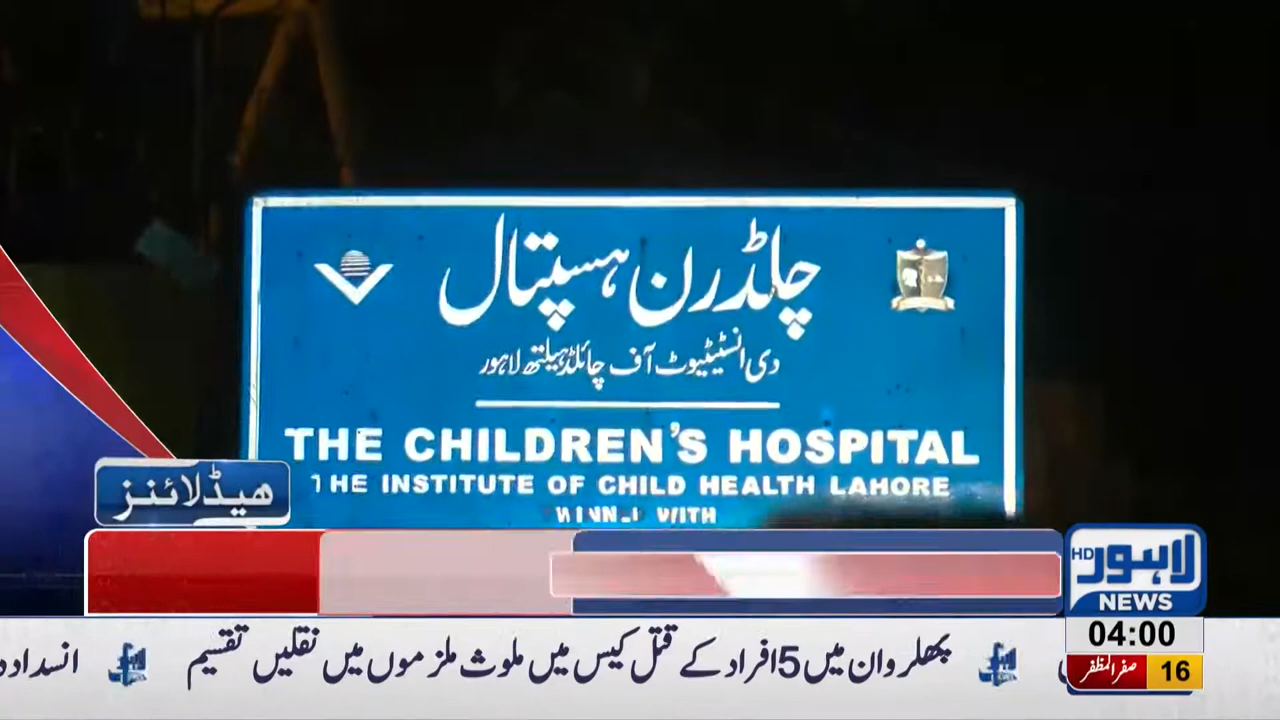 چلڈرن ہسپتال
دی انسٹیٹیوٹ آف چائلڈ ہیلتھ لاہور
THE CHILDREN'S HOSPITAL
THE INSTITUTE OF CHILD HEALTH LAHORE
WITH
ھیڈلائنز
HD لاہور
NEWS
04:00
16 صفر المظفر
پھلروان میں 5 افراد کے قتل کیس میں ملوث ملزموں میں نقلیں تقسیم